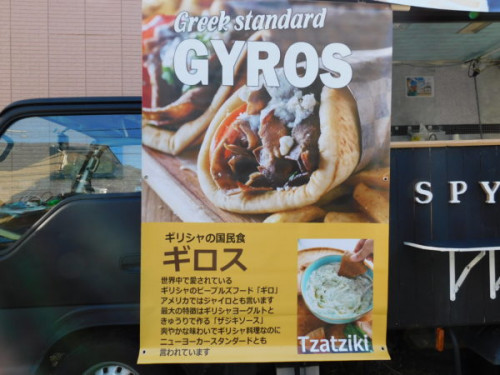 Greek standard
GYROS
ギリシャの国民食
ギロス
世界中で愛されている
ギリシャのピープルズフード「ギロ」
アメリカではジャイロとも言います
最大の特徴はギリシャヨーグルトと
きゅうりで作る「ザジキソース」
爽やかな味わいでギリシャ料理なのに
ニューヨーカースタンダードとも
言われています
Tzatziki
SPY